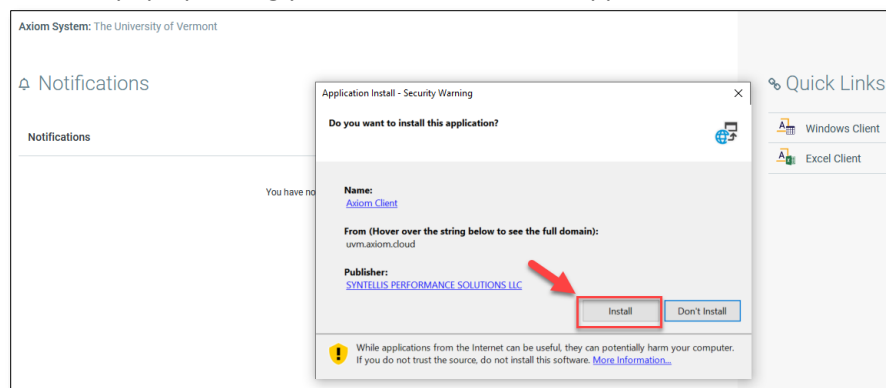 Axiom System: The University of Vermont
Notifications
Notifications
You have no
Application Install - Security Warning
Do you want to install this application?
Name:
Axiom Client
From (Hover over the string below to see the full domain):
uvm.axiom.cloud
Publisher:
SYNTELLIS PERFORMANCE SOLUTIONS LLC
Install
Don't Install
While applications from the Internet can be useful, they can potentially harm your computer.
If you do not trust the source, do not install this software. More Information...
Quick Links
Windows Client
Excel Client